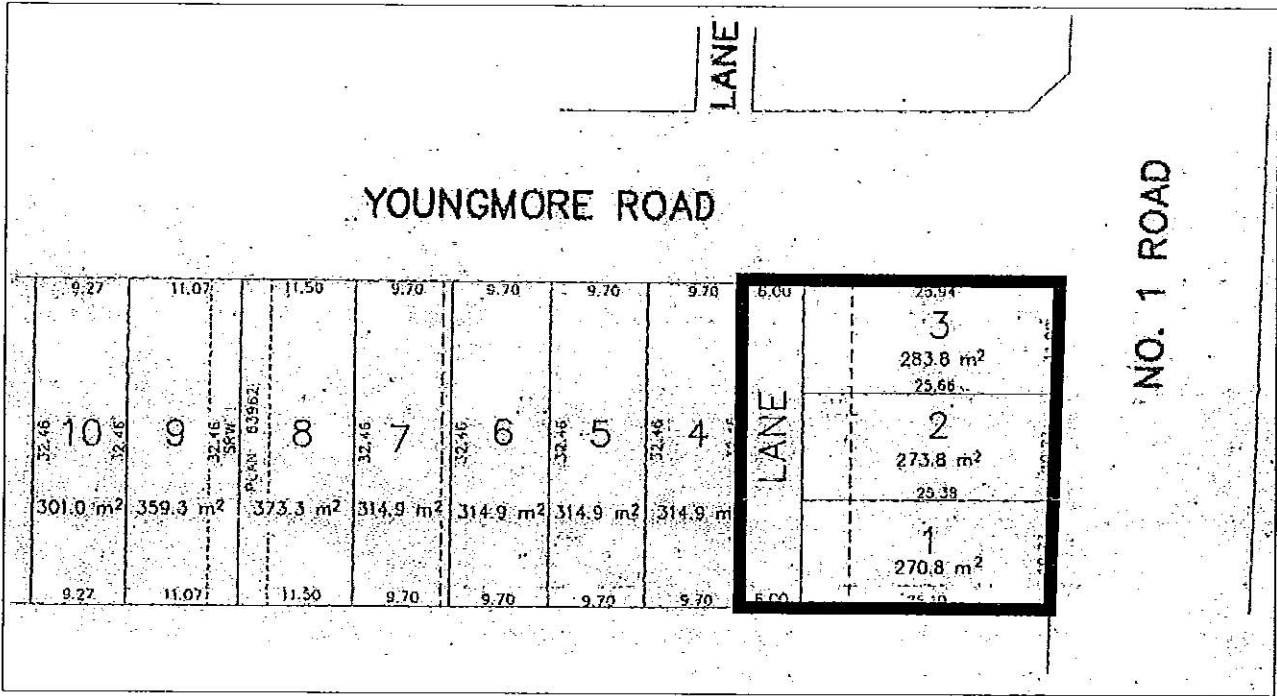 LANE
YOUNGMORE ROAD
NO. 1 ROAD
9.27 11.07 11.50 9.70 9.70 9.70 9.70 6.00 25.94
3
283.8 m²
25.66
10 9 8 7 6 5 4 LANE 2
32.46 32.46 32.46 SRW PLAN 83962 32.46 32.46 32.46 32.46
273.8 m²
25.38
301.0 m² 359.3 m² 373.3 m² 314.9 m² 314.9 m² 314.9 m² 314.9 m
1
270.8 m²
9.27 11.07 11.50 9.70 9.70 9.70 9.70 6.00